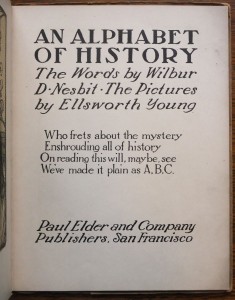 AN ALPHABET
OF HISTORY
The Words by Wilbur
D·Nesbit·The Pictures
by Ellsworth Young
Who frets about the mystery
Enshrouding all of history
On reading this will, maybe, see
We've made it plain as A,B,C.
Paul Elder and Company
Publishers, San Francisco